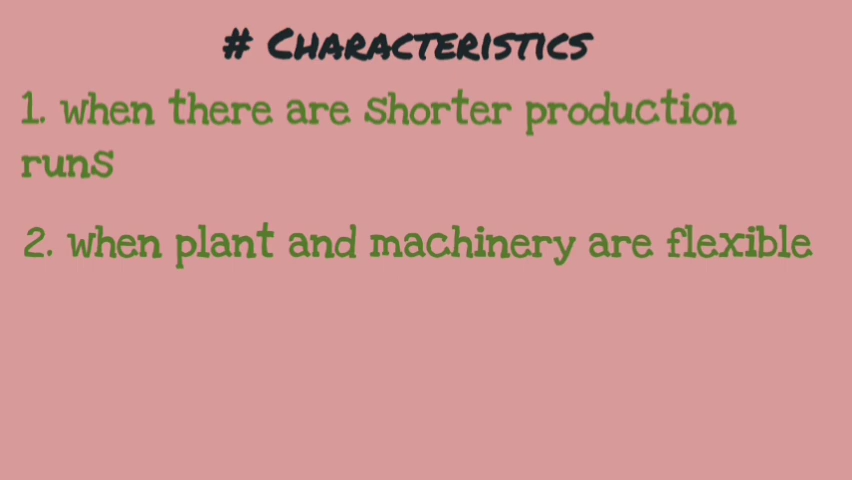 # Characteristics
1. when there are shorter production
runs
2. when plant and machinery are flexible